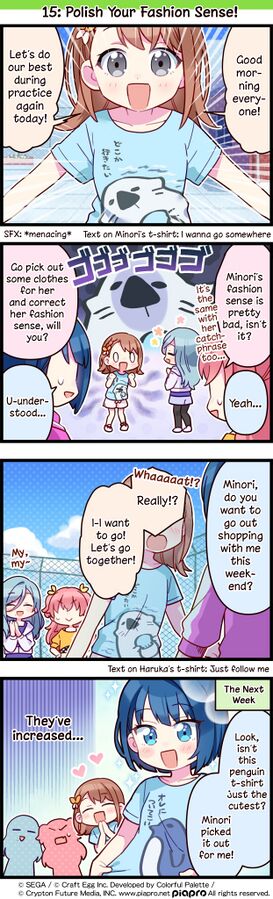 15: Polish Your Fashion Sense!
Good
morning
every-
one!
Let's do
our best
during
practice
again
today!
どこか
行きたい
SFX: *menacing* Text on Minori's t-shirt: I wanna go somewhere
ゴゴゴゴゴゴゴ
Minori's
fashion
sense is
pretty
bad, isn't
it?
It's the
same with
her
catch-
phrase
too...
Yeah...
Go pick out
some clothes
for her
and correct
her fashion
sense, will
you?
U-under-
stood...
Minori,
do you
want to
go out
shopping
with me
this
week-
end?
Whaaaaat!?
Really!?
I-I want
to go!
Let's go
together!
My,
my~
Text on Haruka's t-shirt: Just follow me
The Next
Week
Look,
isn't the
this penguin
t-shirt
just the
cutest?
Minori
picked it
out for me!
They've
increased...
© SEGA / © Craft Egg Inc. Developed by Colorful Palette /
© Crypton Future Media, INC. www.piapro.net piapro All rights reserved.